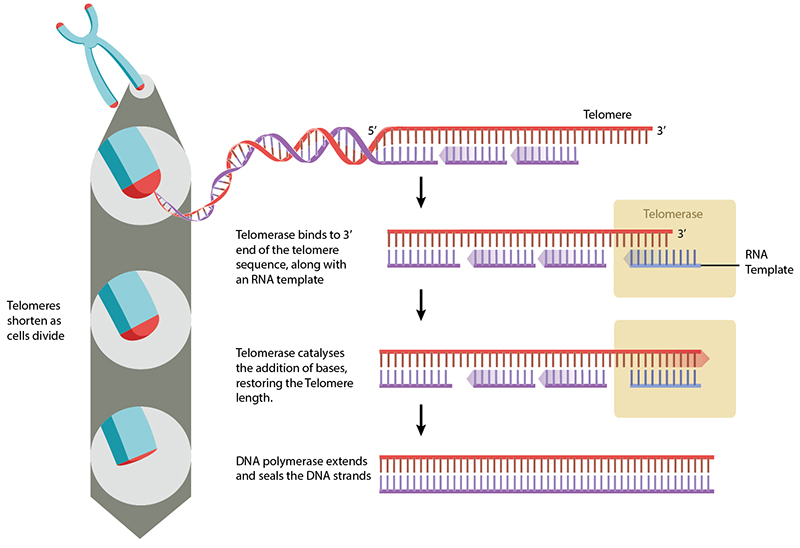 5’
Telomere
3’
Telomerase
Telomerase binds to 3’
end of the telomere
sequence, along with
an RNA template
3’
RNA
Template
Telomeres
shorten as
cells divide
Telomerase catalyses
the addition of bases,
restoring the Telomere
length.
DNA polymerase extends
and seals the DNA strands